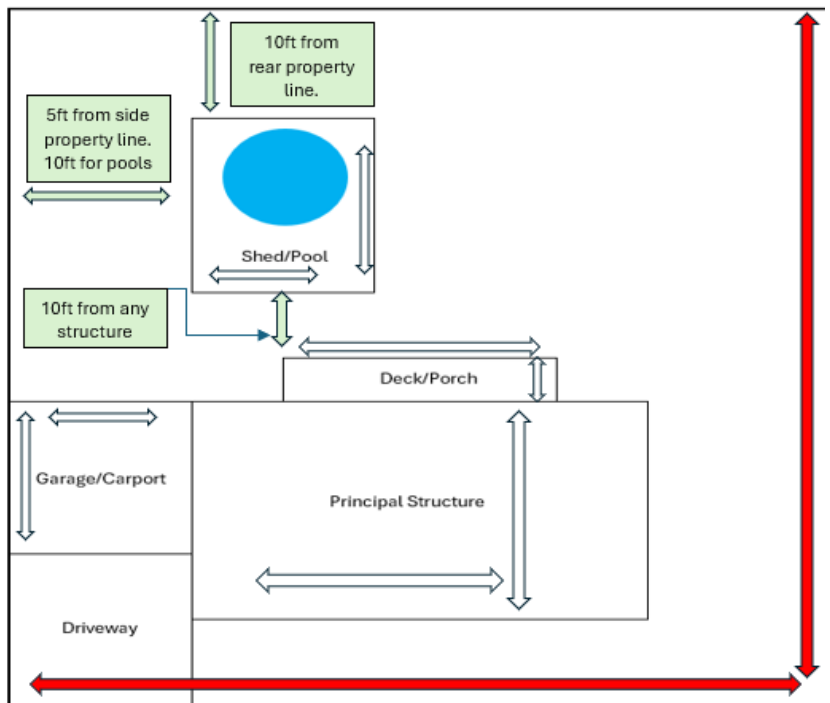 10ft from
rear property
line.
5ft from side
property line.
10ft for pools
Shed/Pool
10ft from any
structure
Deck/Porch
Garage/Carport
Principal Structure
Driveway